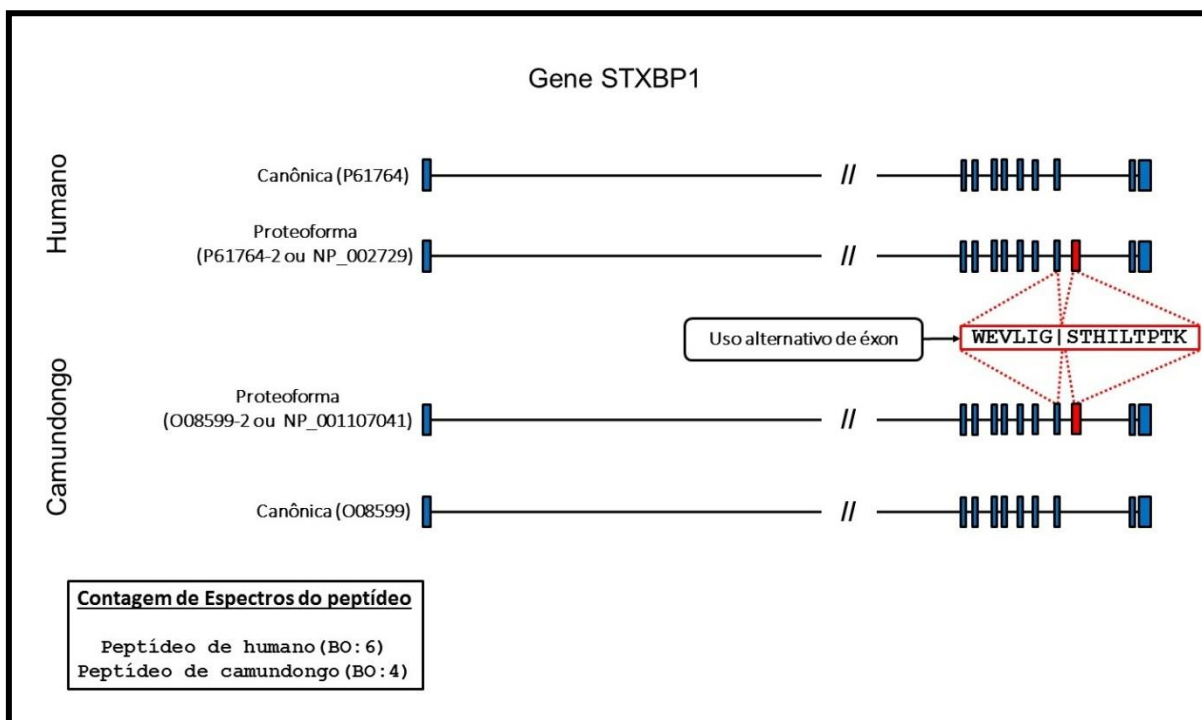 Gene STXBP1
Humano
Canônica (P61764)
//
Proteoforma
(P61764-2 ou NP_002729)
//
Uso alternativo de éxon
WEVLIG|STHILTPTK
Camundongo
Proteoforma
(O08599-2 ou NP_001107041)
//
Canônica (O08599)
//
Contagem de Espectros do peptídeo
Peptídeo de humano(BO:6)
Peptídeo de camundongo(BO:4)